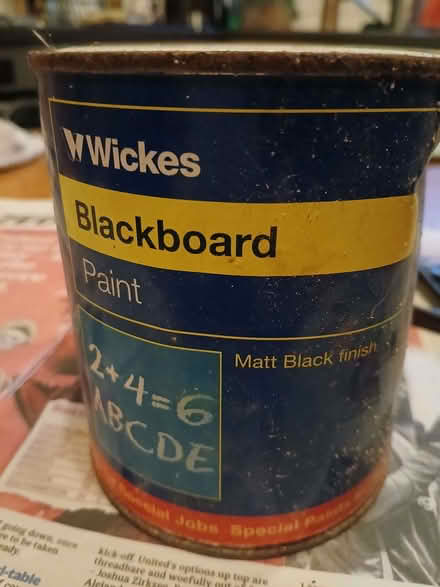 Wickes
Blackboard
Paint
Matt Black finish
2+4=6
ABCDE
Special Jobs Special Paints
going down, once
to be taken
ready.
d-table
kick-off. United's options up top are
threadbare and woefully out of
Joshua Zirkzee